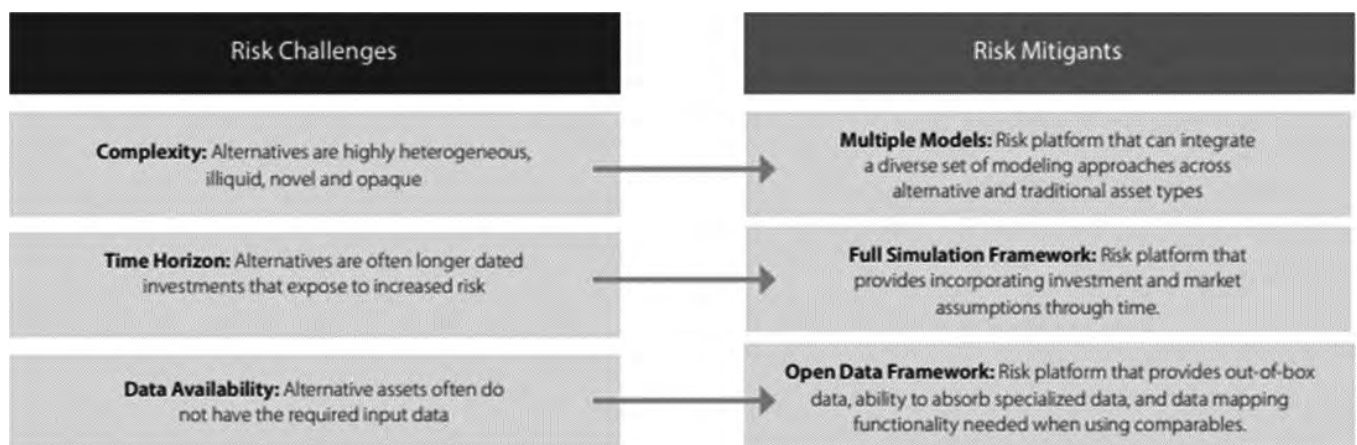 Risk Challenges
Risk Mitigants
Complexity: Alternatives are highly heterogeneous,
illiquid, novel and opaque
Multiple Models: Risk platform that can integrate
a diverse set of modeling approaches across
alternative and traditional asset types
Time Horizon: Alternatives are often longer dated
investments that expose to increased risk
Full Simulation Framework: Risk platform that
provides incorporating investment and market
assumptions through time.
Data Availability: Alternative assets often do
not have the required input data
Open Data Framework: Risk platform that provides out-of-box
data, ability to absorb specialized data, and data mapping
functionality needed when using comparables.